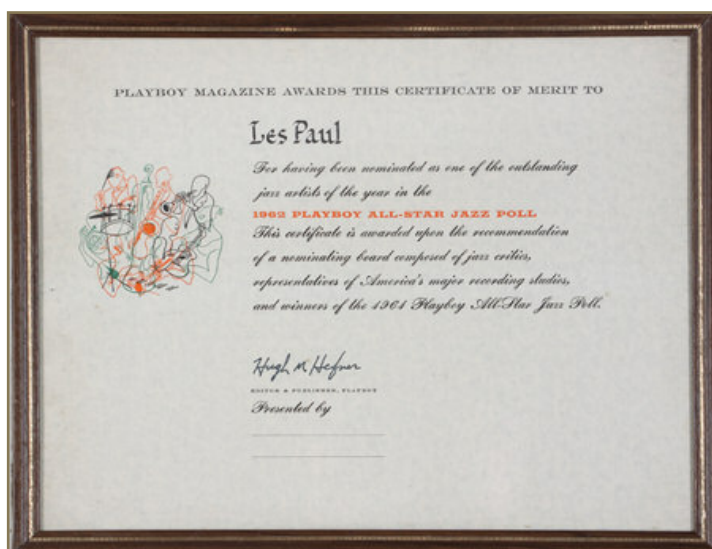 PLAYBOY MAGAZINE AWARDS THIS CERTIFICATE OF MERIT TO
Les Paul
For having been nominated as one of the outstanding
jazz artists of the year in the
1962 PLAYBOY ALL-STAR JAZZ POLL
This certificate is awarded upon the recommendation
of a nominating board composed of jazz critics,
representatives of America's major recording studios,
and winners of the 1961 Playboy All-Star Jazz Poll.
Hugh M Hefner
EDITOR & PUBLISHER, PLAYBOY
Presented by